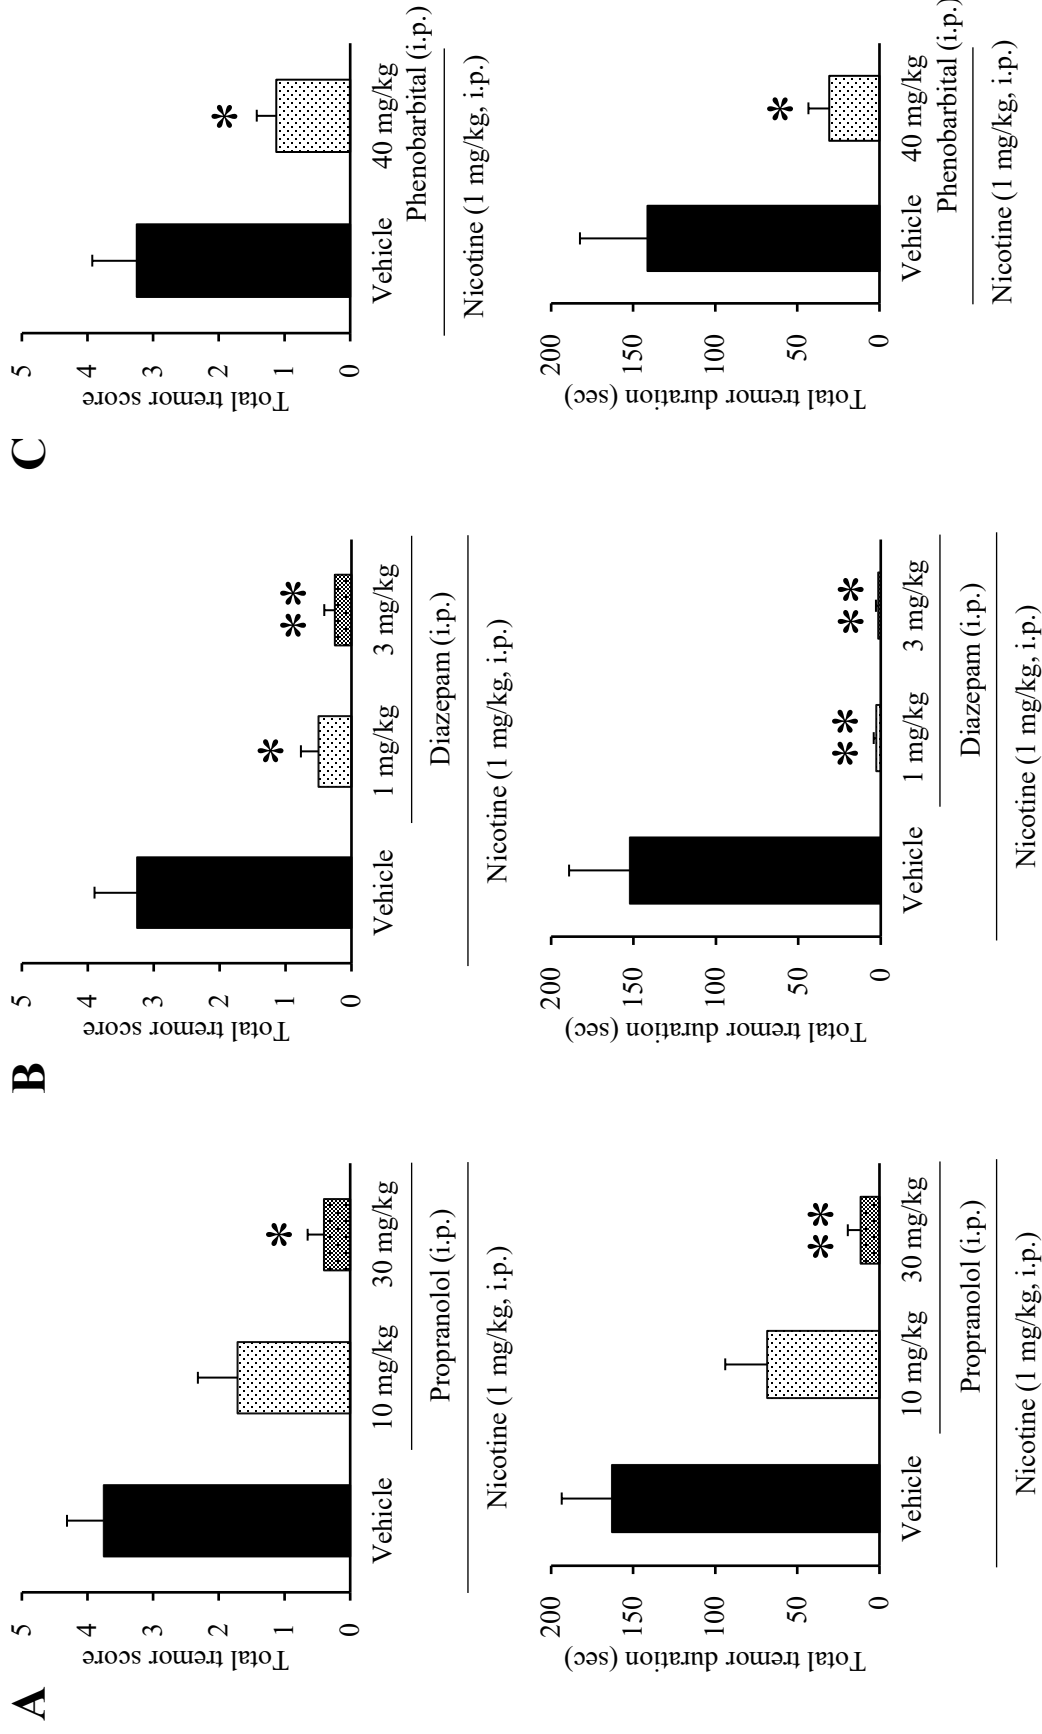 A
Total tremor score
5
4
3
2
1
0
*
Vehicle 10 mg/kg 30 mg/kg
Propranolol (i.p.)
Nicotine (1 mg/kg, i.p.)
Total tremor duration (sec)
200
150
100
50
0
**
Vehicle 10 mg/kg 30 mg/kg
Propranolol (i.p.)
Nicotine (1 mg/kg, i.p.)
B
Total tremor score
5
4
3
2
1
0
* **
Vehicle 1 mg/kg 3 mg/kg
Diazepam (i.p.)
Nicotine (1 mg/kg, i.p.)
Total tremor duration (sec)
200
150
100
50
0
** **
Vehicle 1 mg/kg 3 mg/kg
Diazepam (i.p.)
Nicotine (1 mg/kg, i.p.)
C
Total tremor score
5
4
3
2
1
0
*
Vehicle 40 mg/kg
Phenobarbital (i.p.)
Nicotine (1 mg/kg, i.p.)
Total tremor duration (sec)
200
150
100
50
0
*
Vehicle 40 mg/kg
Phenobarbital (i.p.)
Nicotine (1 mg/kg, i.p.)